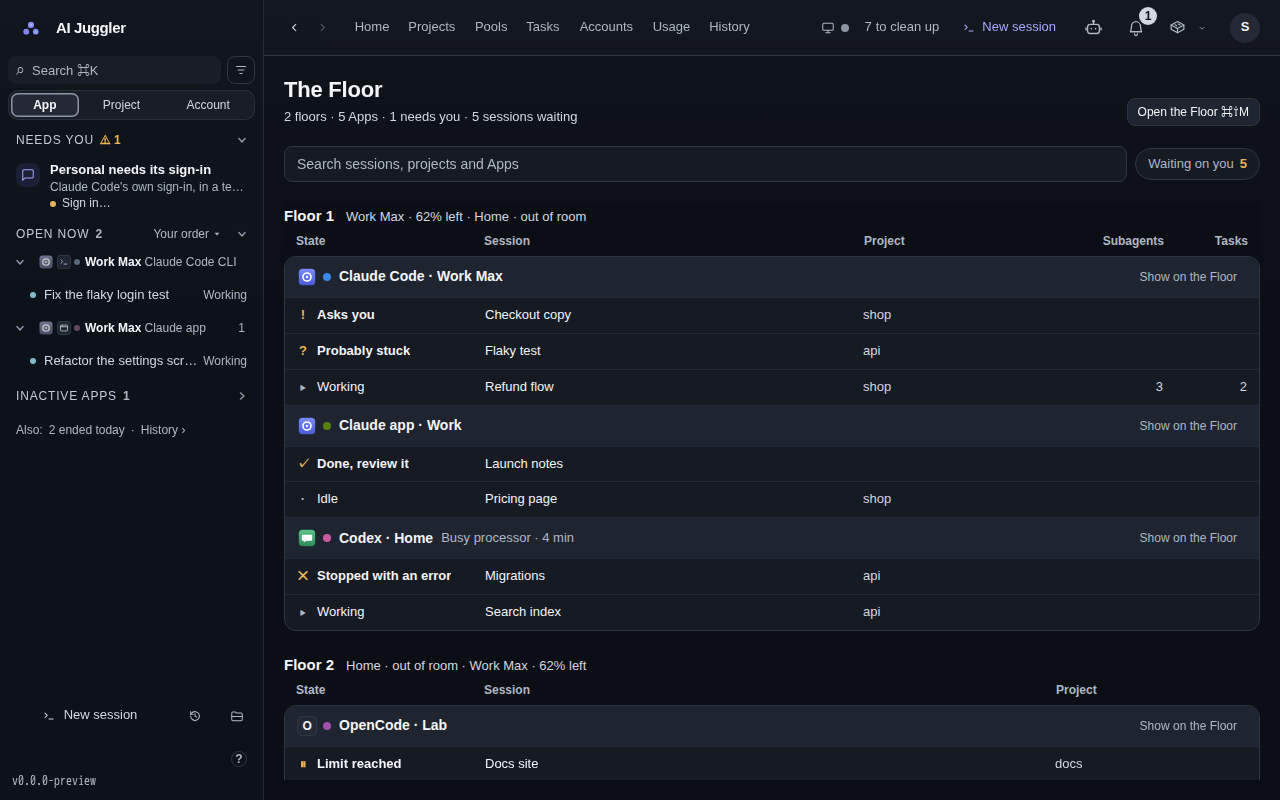 AI Juggler
Search ⌘K
App Project Account
NEEDS YOU 1
Personal needs its sign-in
Claude Code's own sign-in, in a te…
Sign in…
OPEN NOW 2 Your order
Work Max Claude Code CLI
Fix the flaky login test Working
Work Max Claude app 1
Refactor the settings scr… Working
INACTIVE APPS 1
Also: 2 ended today · History ›
New session
?
v0.0.0-preview
Home Projects Pools Tasks Accounts Usage History
7 to clean up
New session
1
S
The Floor
2 floors · 5 Apps · 1 needs you · 5 sessions waiting
Open the Floor ⌘⇧M
Search sessions, projects and Apps
Waiting on you 5
Floor 1 Work Max · 62% left · Home · out of room
State Session Project Subagents Tasks
Claude Code · Work Max Show on the Floor
! Asks you Checkout copy shop
? Probably stuck Flaky test api
▸ Working Refund flow shop 3 2
Claude app · Work Show on the Floor
✓ Done, review it Launch notes
· Idle Pricing page shop
Codex · Home Busy processor · 4 min Show on the Floor
✕ Stopped with an error Migrations api
▸ Working Search index api
Floor 2 Home · out of room · Work Max · 62% left
State Session Project
O OpenCode · Lab Show on the Floor
Limit reached Docs site docs